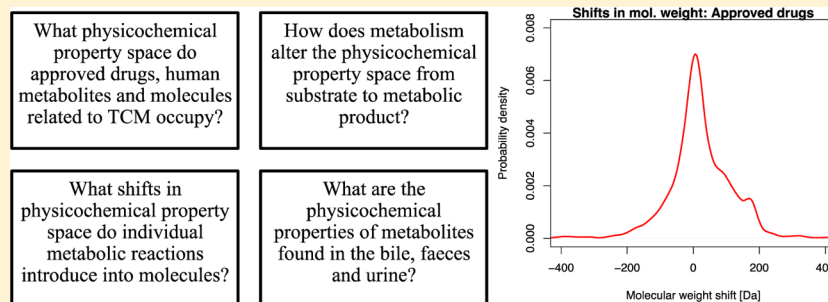 What physicochemical
property space do
approved drugs, human
metabolites and molecules
related to TCM occupy?
How does metabolism
alter the physicochemical
property space from
substrate to metabolic
product?
What shifts in
physicochemical property
space do individual
metabolic reactions
introduce into molecules?
What are the
physicochemical
properties of metabolites
found in the bile, faeces
and urine?
Shifts in mol. weight: Approved drugs
Probability density
0.008
0.006
0.004
0.002
0.000
−400
−200
0
200
40
Molecular weight shift [Da]